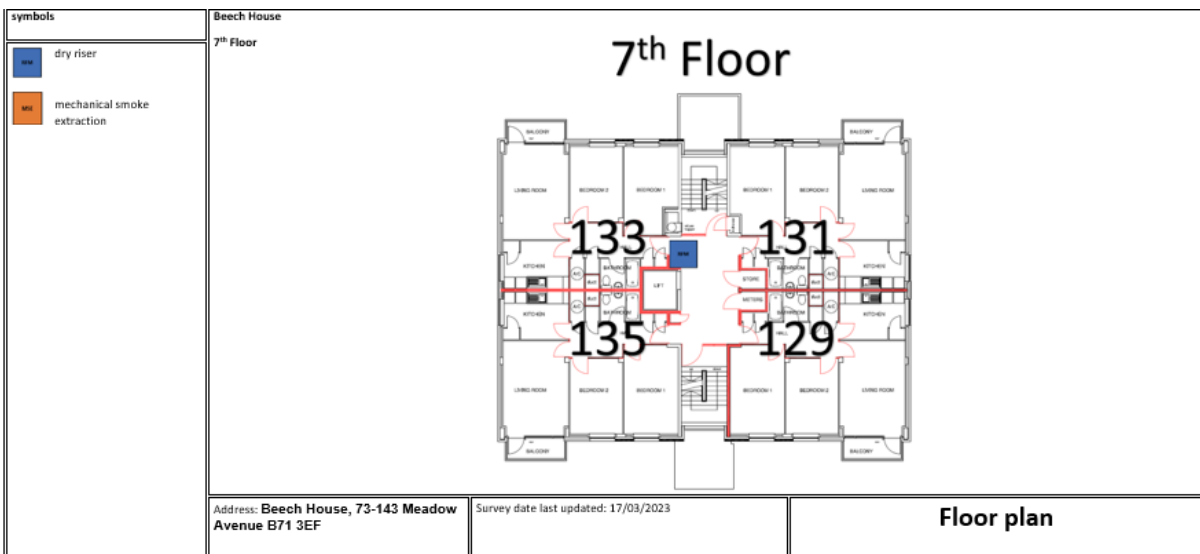 symbols
dry riser
MSE
mechanical smoke
extraction
Beech House
7th Floor
7th Floor
BALCONY
BALCONY
LIVING ROOM
BEDROOM 2
BEDROOM 1
BEDROOM 1
BEDROOM 2
LIVING ROOM
133
131
KITCHEN
BATHROOM
LIFT
STORE
BATHROOM
KITCHEN
METERS
KITCHEN
BATHROOM
BATHROOM
KITCHEN
135
129
HALL
LIVING ROOM
BEDROOM 2
BEDROOM 1
BEDROOM 1
BEDROOM 2
LIVING ROOM
BALCONY
BALCONY
Address: Beech House, 73-143 Meadow
Avenue B71 3EF
Survey date last updated: 17/03/2023
Floor plan